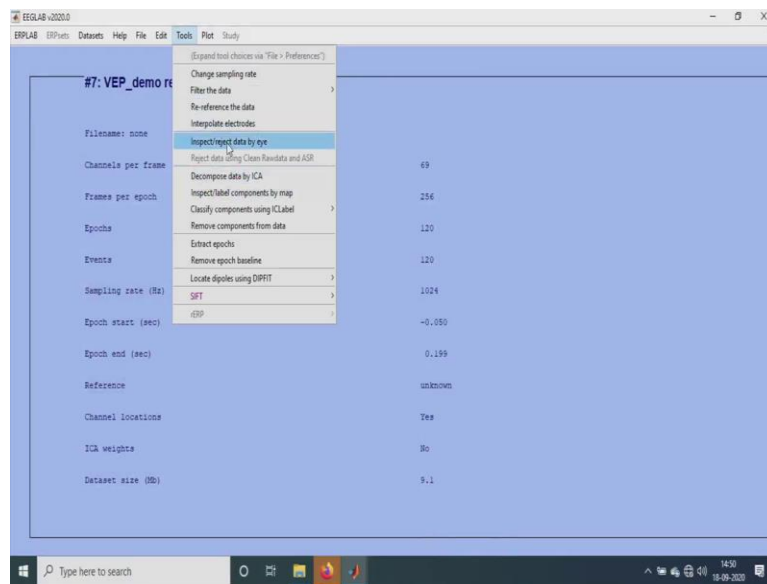 EEGLAB v2020.0
ERPLAB ERPsets Datasets Help File Edit Tools Plot Study
(Expand tool choices via "File > Preferences")
Change sampling rate
Filter the data
Re-reference the data
Interpolate electrodes
Inspect/reject data by eye
Reject data using Clean Rawdata and ASR
Decompose data by ICA
Inspect/label components by map
Classify components using ICLabel
Remove components from data
Extract epochs
Remove epoch baseline
Locate dipoles using DIPFIT
SIFT
rERP
#7: VEP_demo re
Filename: none
Channels per frame 69
Frames per epoch 256
Epochs 120
Events 120
Sampling rate (Hz) 1024
Epoch start (sec) -0.050
Epoch end (sec) 0.199
Reference unknown
Channel locations Yes
ICA weights No
Dataset size (Mb) 9.1
Type here to search
14:50
18-09-2020